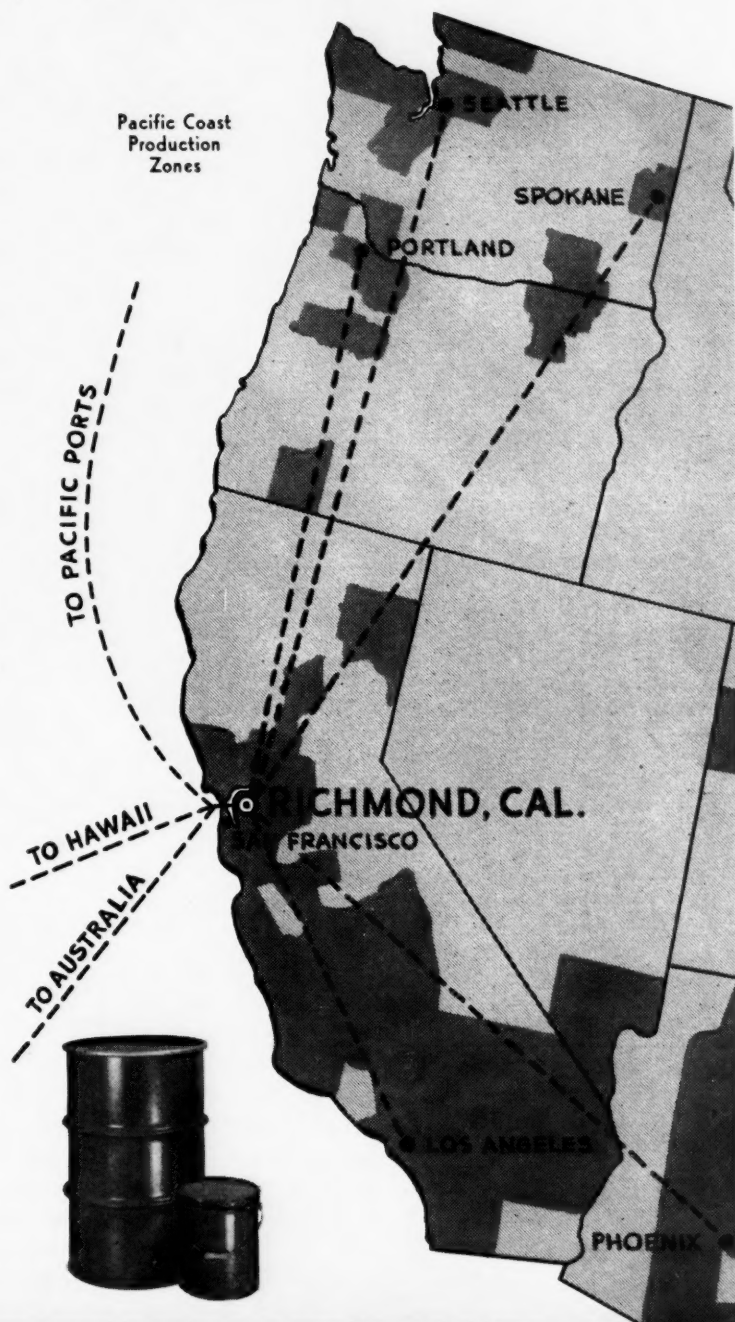 Pacific Coast
Production
Zones
SEATTLE
SPOKANE
PORTLAND
TO PACIFIC PORTS
RICHMOND, CAL.
SAN FRANCISCO
TO HAWAII
TO AUSTRALIA
LOS ANGELES
PHOENIX